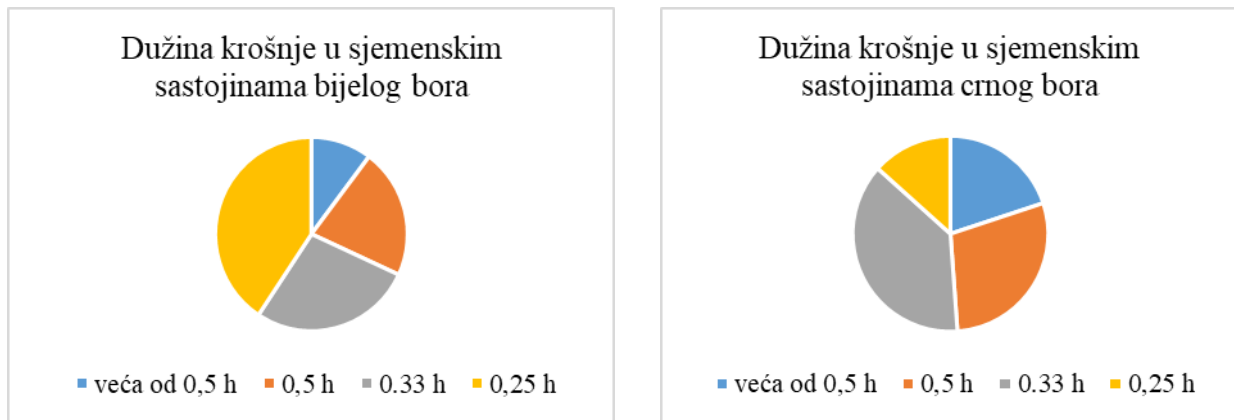 Dužina krošnje u sjemenskim
sastojinama bijelog bora
veća od 0,5 h 0,5 h 0.33 h 0,25 h
Dužina krošnje u sjemenskim
sastojinama crnog bora
veća od 0,5 h 0,5 h 0.33 h 0,25 h